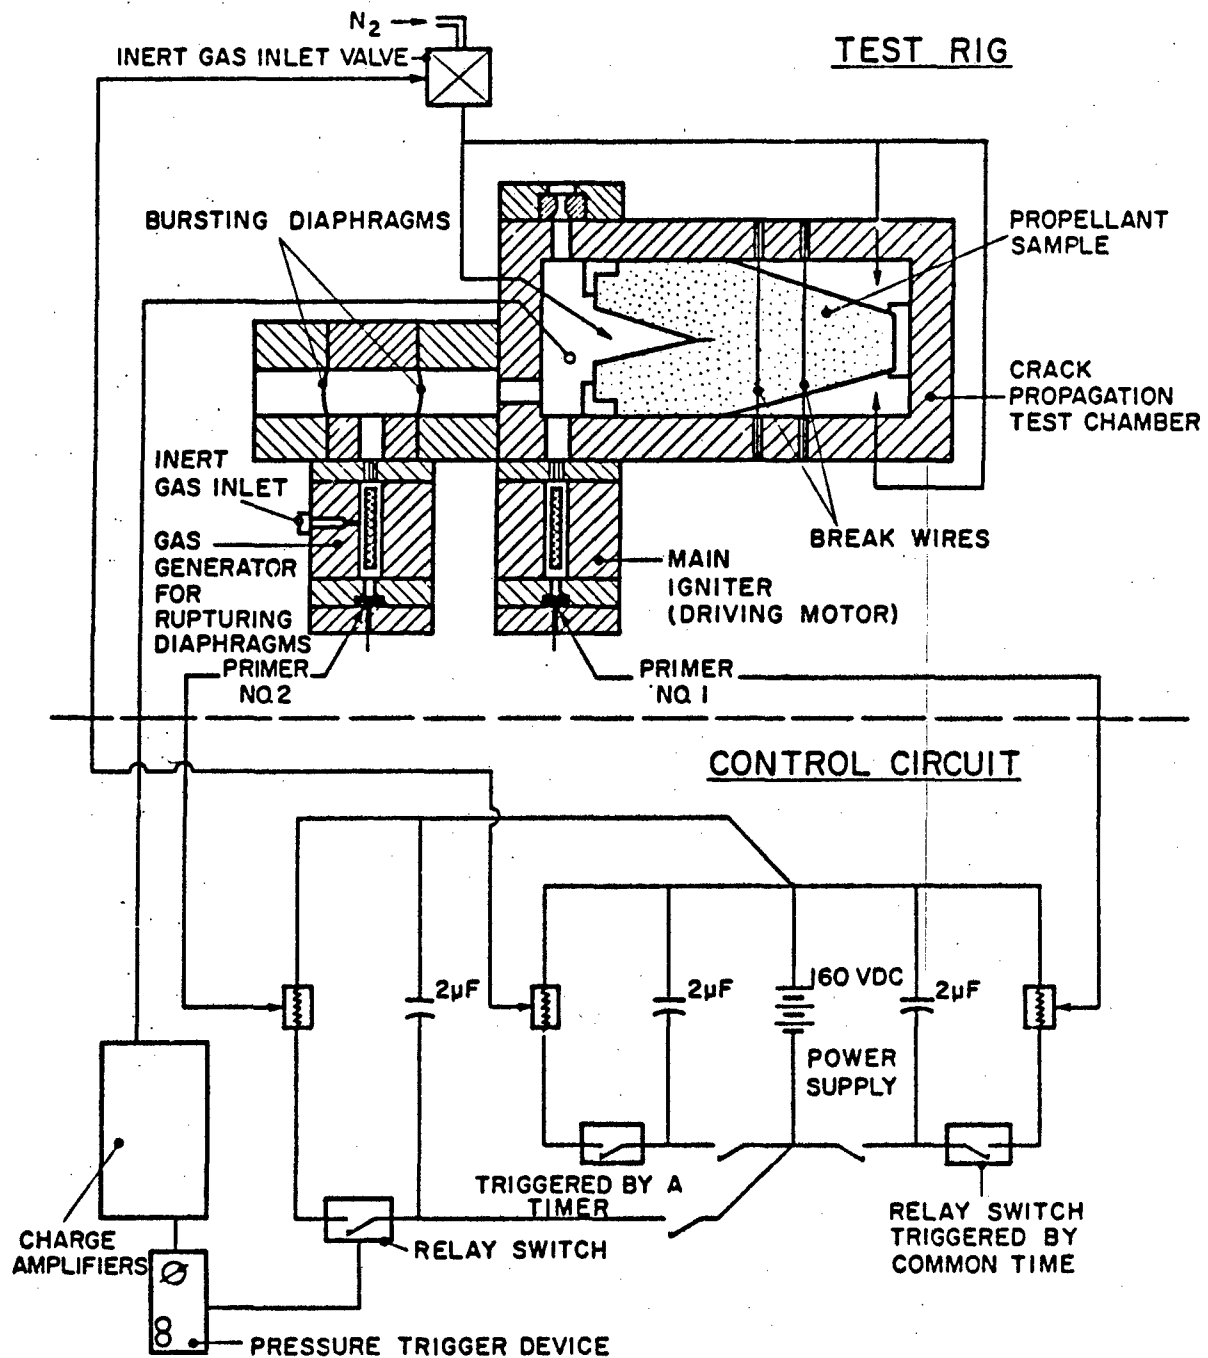 N2
INERT GAS INLET VALVE
TEST RIG
BURSTING DIAPHRAGMS
PROPELLANT
SAMPLE
CRACK
PROPAGATION
TEST CHAMBER
INERT
GAS INLET
GAS
GENERATOR
FOR
RUPTURING
DIAPHRAGMS
BREAK WIRES
MAIN
IGNITER
(DRIVING MOTOR)
PRIMER
NO.2
PRIMER
NO.1
CONTROL CIRCUIT
2µF
2µF
160 VDC
2µF
POWER
SUPPLY
TRIGGERED BY A
TIMER
RELAY SWITCH
TRIGGERED BY
COMMON TIME
CHARGE
AMPLIFIERS
RELAY SWITCH
8
PRESSURE TRIGGER DEVICE